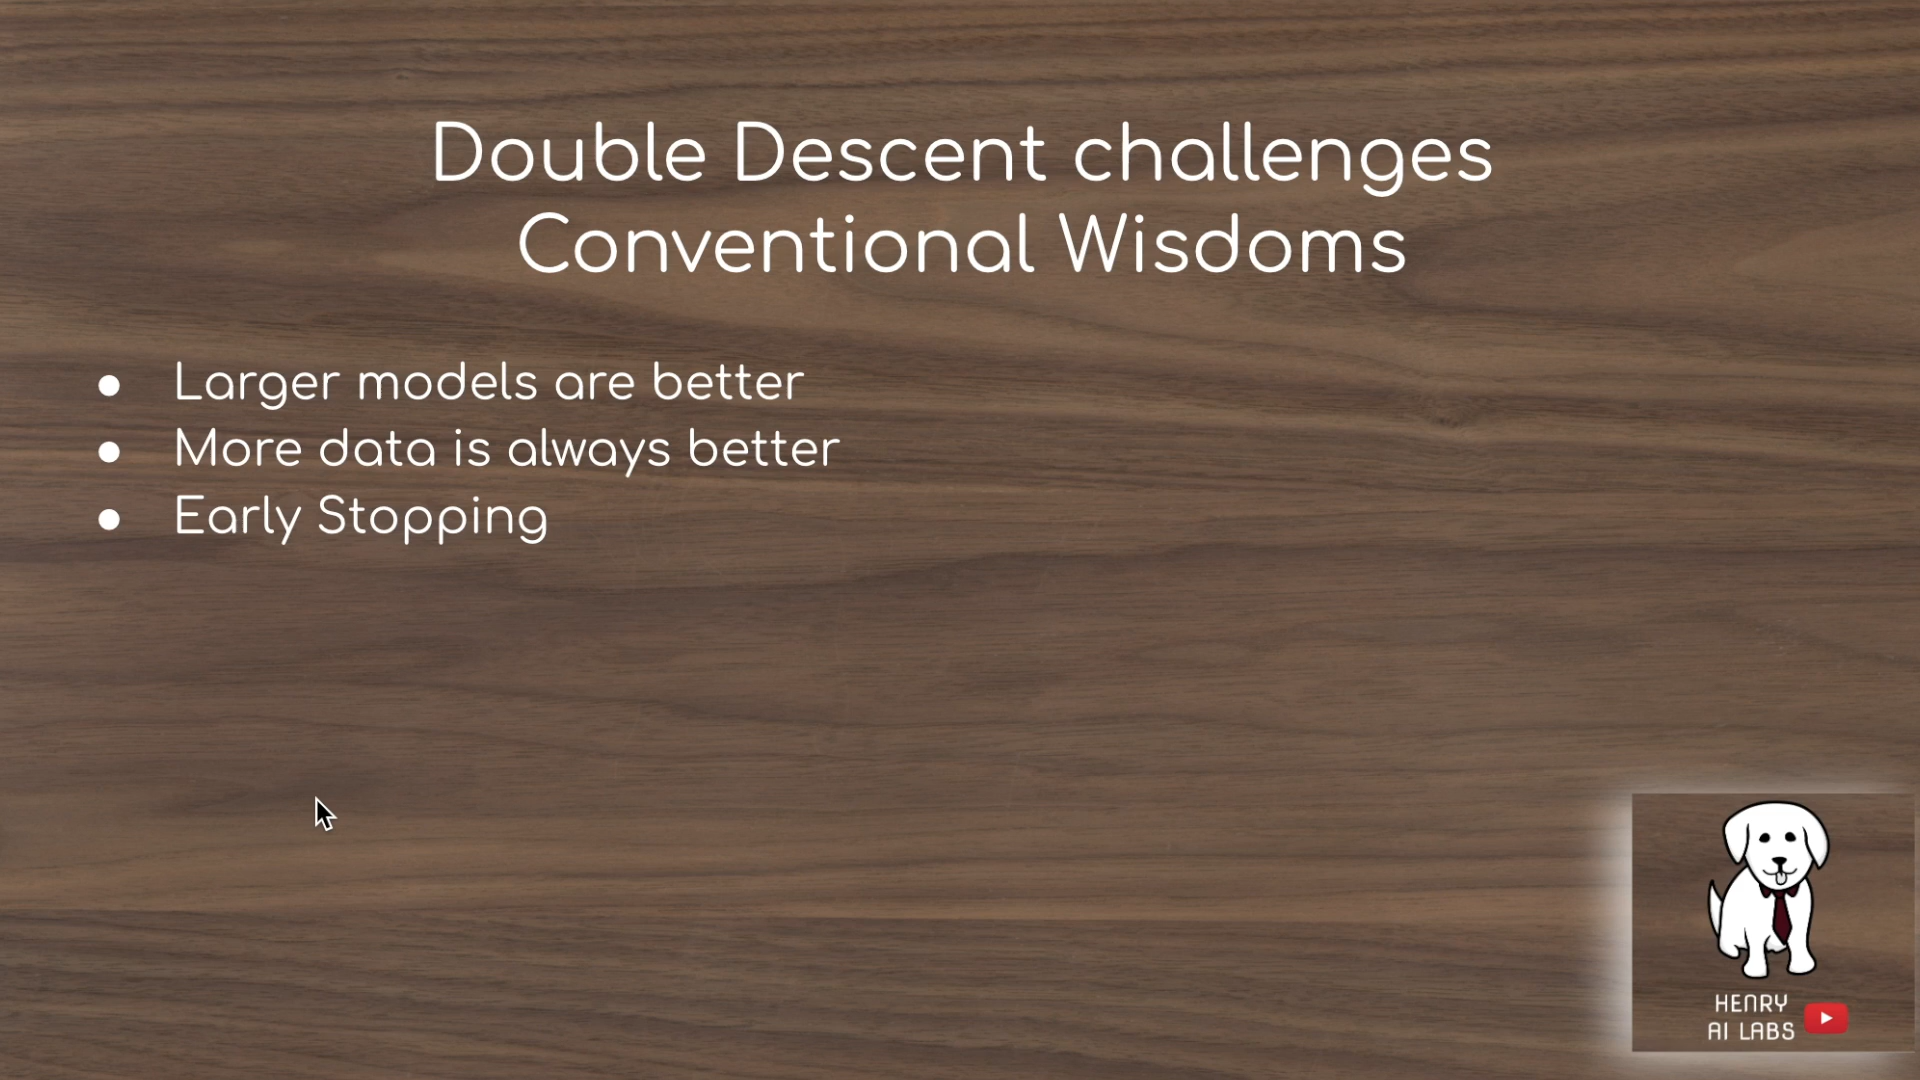 Double Descent challenges
Conventional Wisdoms
● Larger models are better
● More data is always better
● Early Stopping
HENRY
AI LABS